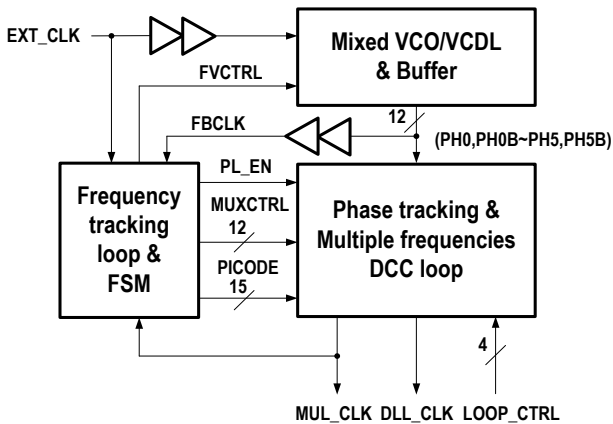 EXT_CLK
Mixed VCO/VCDL
& Buffer
FVCTRL
12
FBCLK
(PH0,PH0B~PH5,PH5B)
PL_EN
Frequency
tracking
loop &
FSM
MUXCTRL
12
PICODE
15
Phase tracking &
Multiple frequencies
DCC loop
4
MUL_CLK DLL_CLK LOOP_CTRL